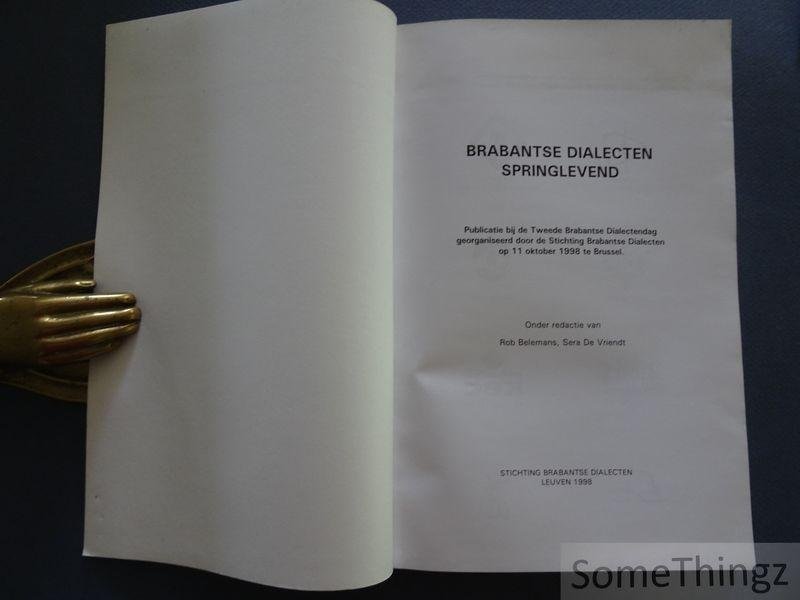 BRABANTSE DIALECTEN
SPRINGLEVEND
Publicatie bij de Tweede Brabantse Dialectendag
georganiseerd door de Stichting Brabantse Dialecten
op 11 oktober 1998 te Brussel.
Onder redactie van
Rob Belemans, Sera De Vriendt
STICHTING BRABANTSE DIALECTEN
LEUVEN 1998
SomeThingz